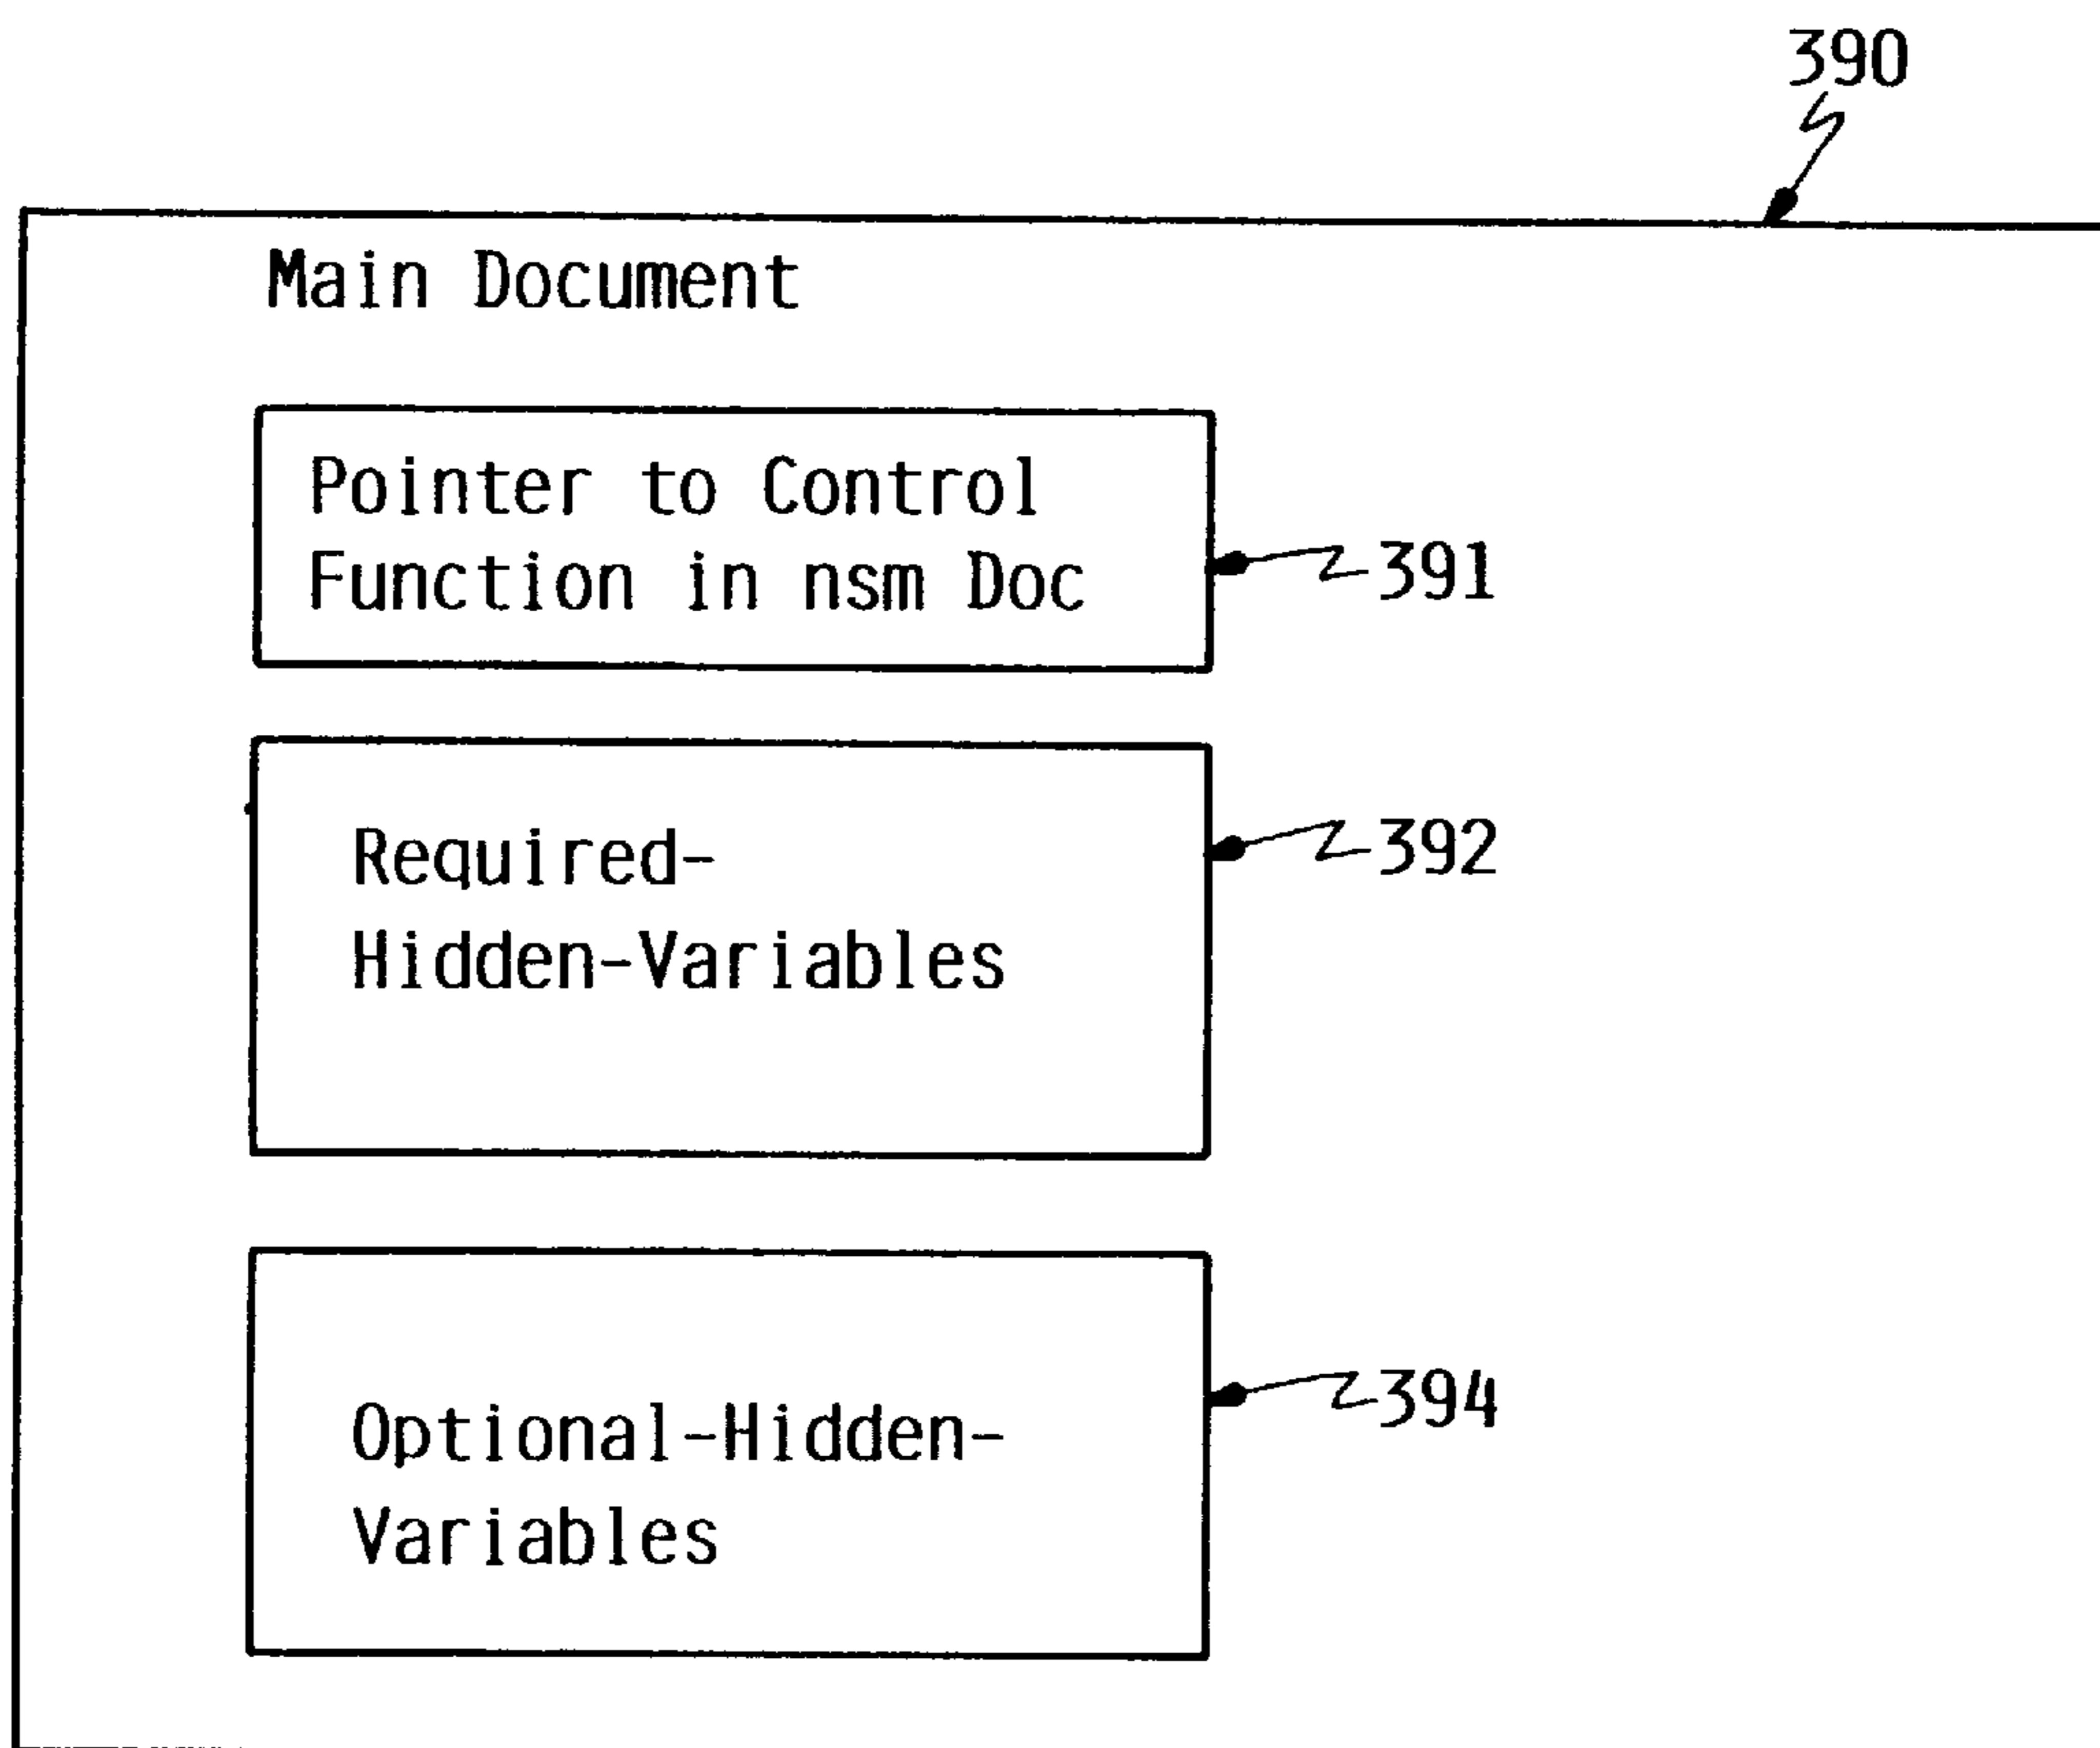 390
Main Document
Pointer to Control
Function in nsm Doc
391
Required-
Hidden-Variables
392
Optional-Hidden-
Variables
394